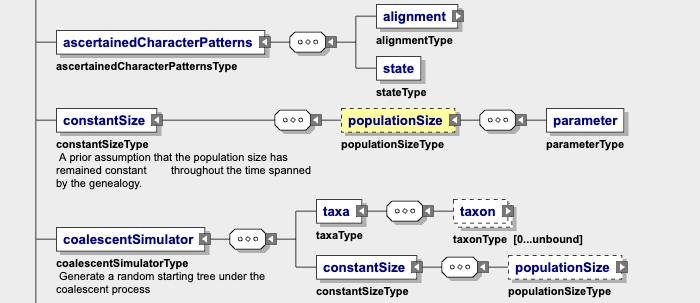 alignment
alignmentType
ascertainedCharacterPatterns
ascertainedCharacterPatternsType
state
stateType
constantSize
populationSize
parameter
constantSizeType
populationSizeType
parameterType
A prior assumption that the population size has
remained constant throughout the time spanned
by the genealogy.
taxa
taxon
taxaType
taxonType [0...unbound]
coalescentSimulator
coalescentSimulatorType
Generate a random starting tree under the
coalescent process
constantSize
populationSize
constantSizeType
populationSizeType